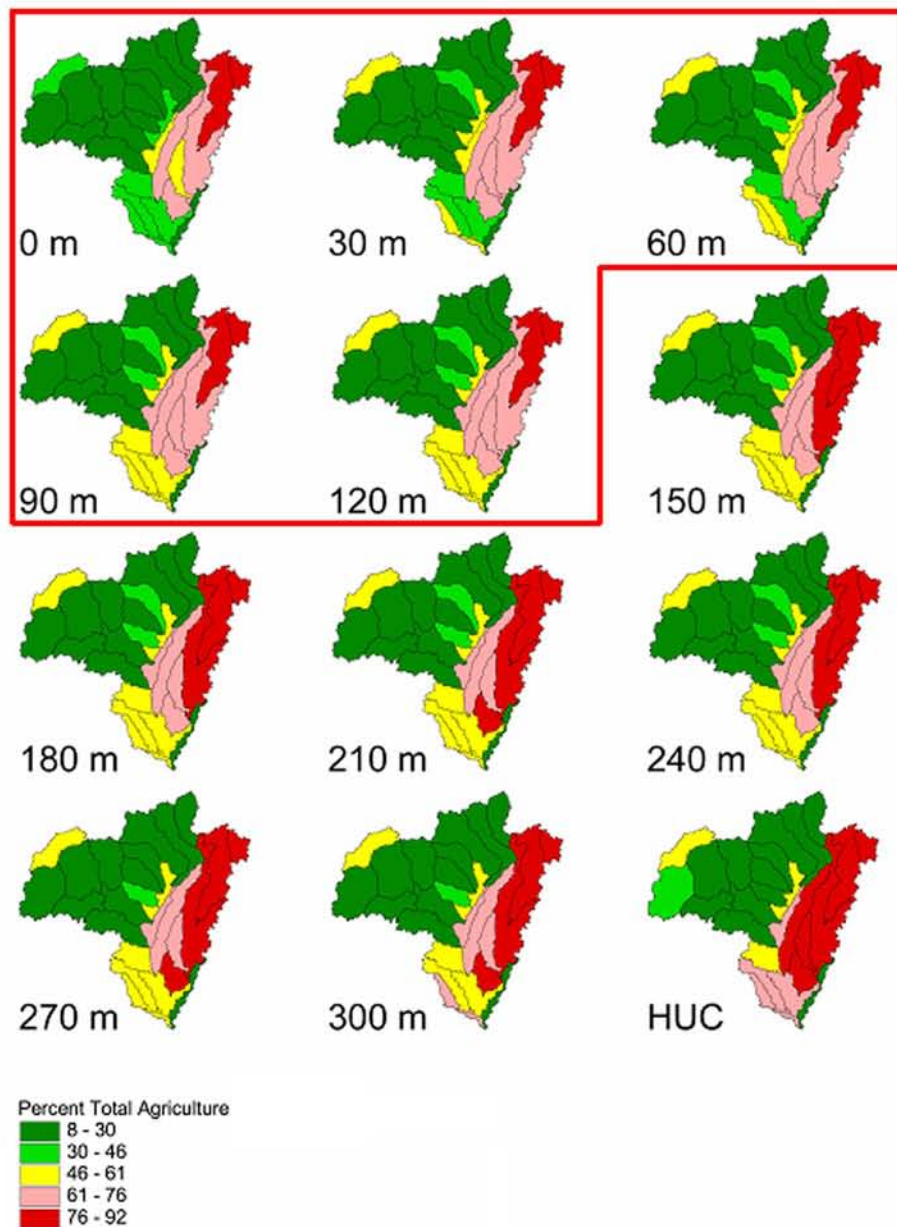 0 m 30 m 60 m
90 m 120 m 150 m
180 m 210 m 240 m
270 m 300 m HUC
Percent Total Agriculture
8 - 30
30 - 46
46 - 61
61 - 76
76 - 92